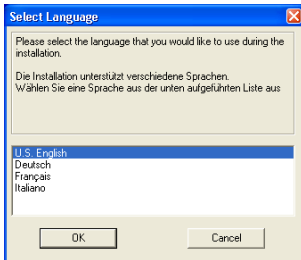 Select Language
Please select the language that you would like to use during the
installation.
Die Installation unterstützt verschiedene Sprachen.
Wählen Sie eine Sprache aus der unten aufgeführten Liste aus
U.S. English
Deutsch
Français
Italiano
OK
Cancel